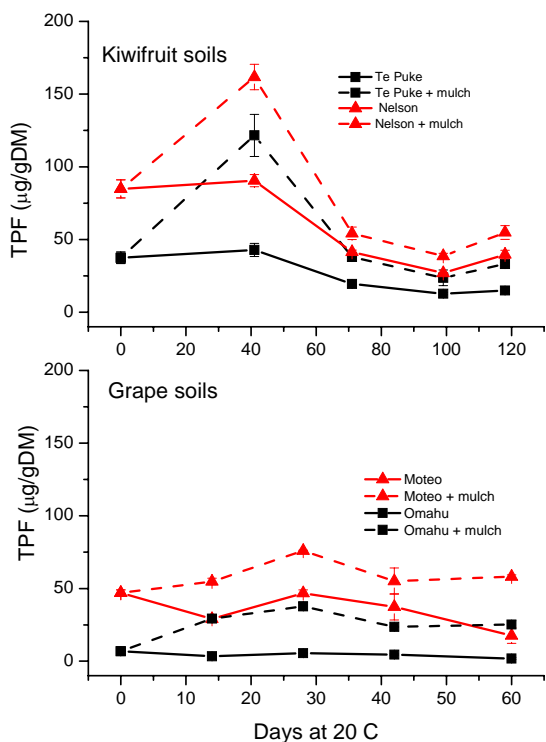 200
Kiwifruit soils
Te Puke
Te Puke + mulch
Nelson
Nelson + mulch
150
100
50
0
TPF (µg/gDM)
0 20 40 60 80 100 120
200
Grape soils
150
Moteo
Moteo + mulch
Omahu
Omahu + mulch
100
50
0
TPF (µg/gDM)
0 10 20 30 40 50 60
Days at 20 C